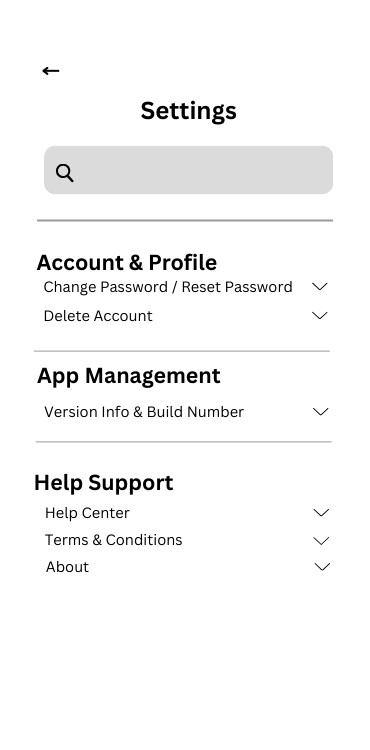 Settings
Account & Profile
Change Password / Reset Password
Delete Account
App Management
Version Info & Build Number
Help Support
Help Center
Terms & Conditions
About